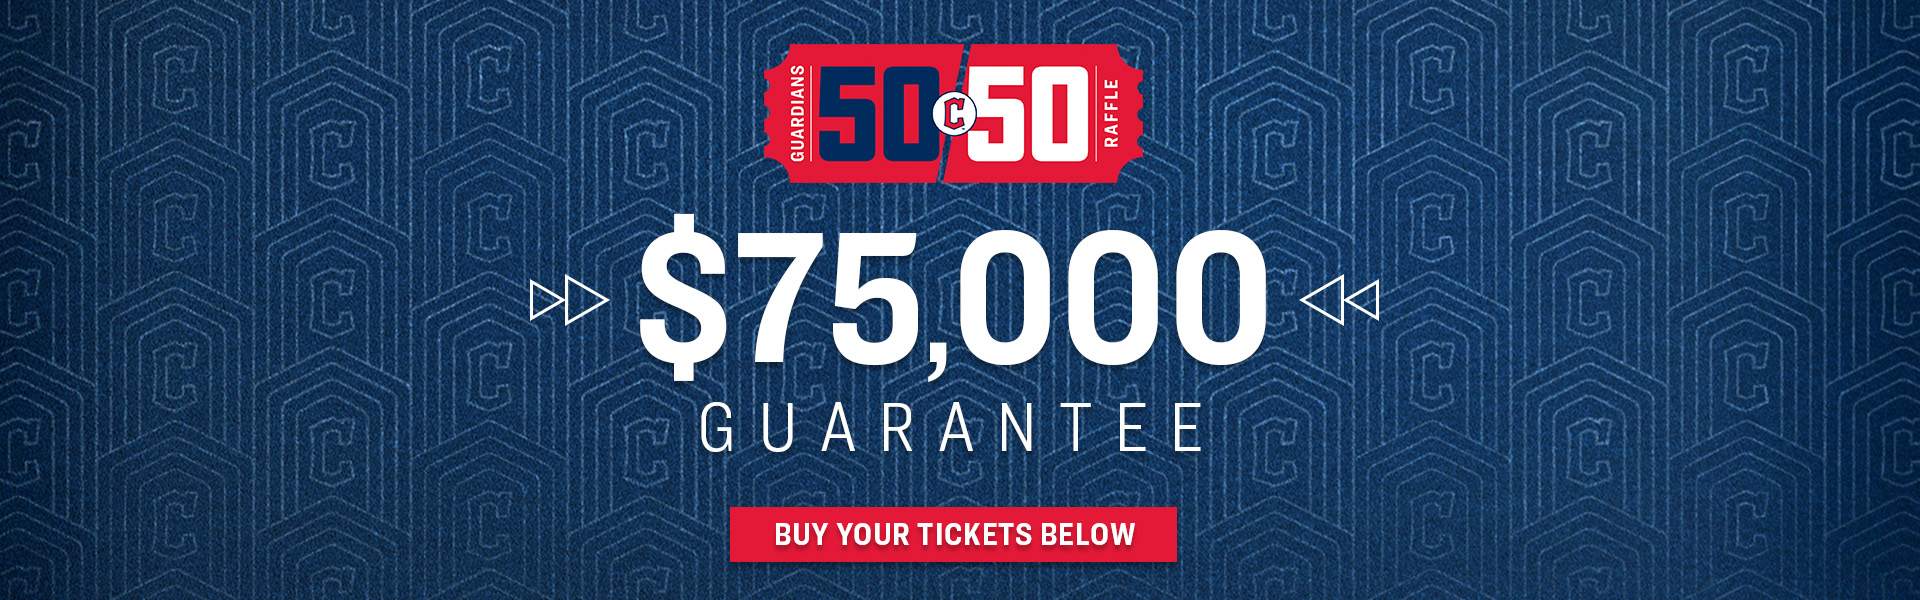 GUARDIANS
50 C 50
RAFFLE
$75,000
GUARANTEE
BUY YOUR TICKETS BELOW